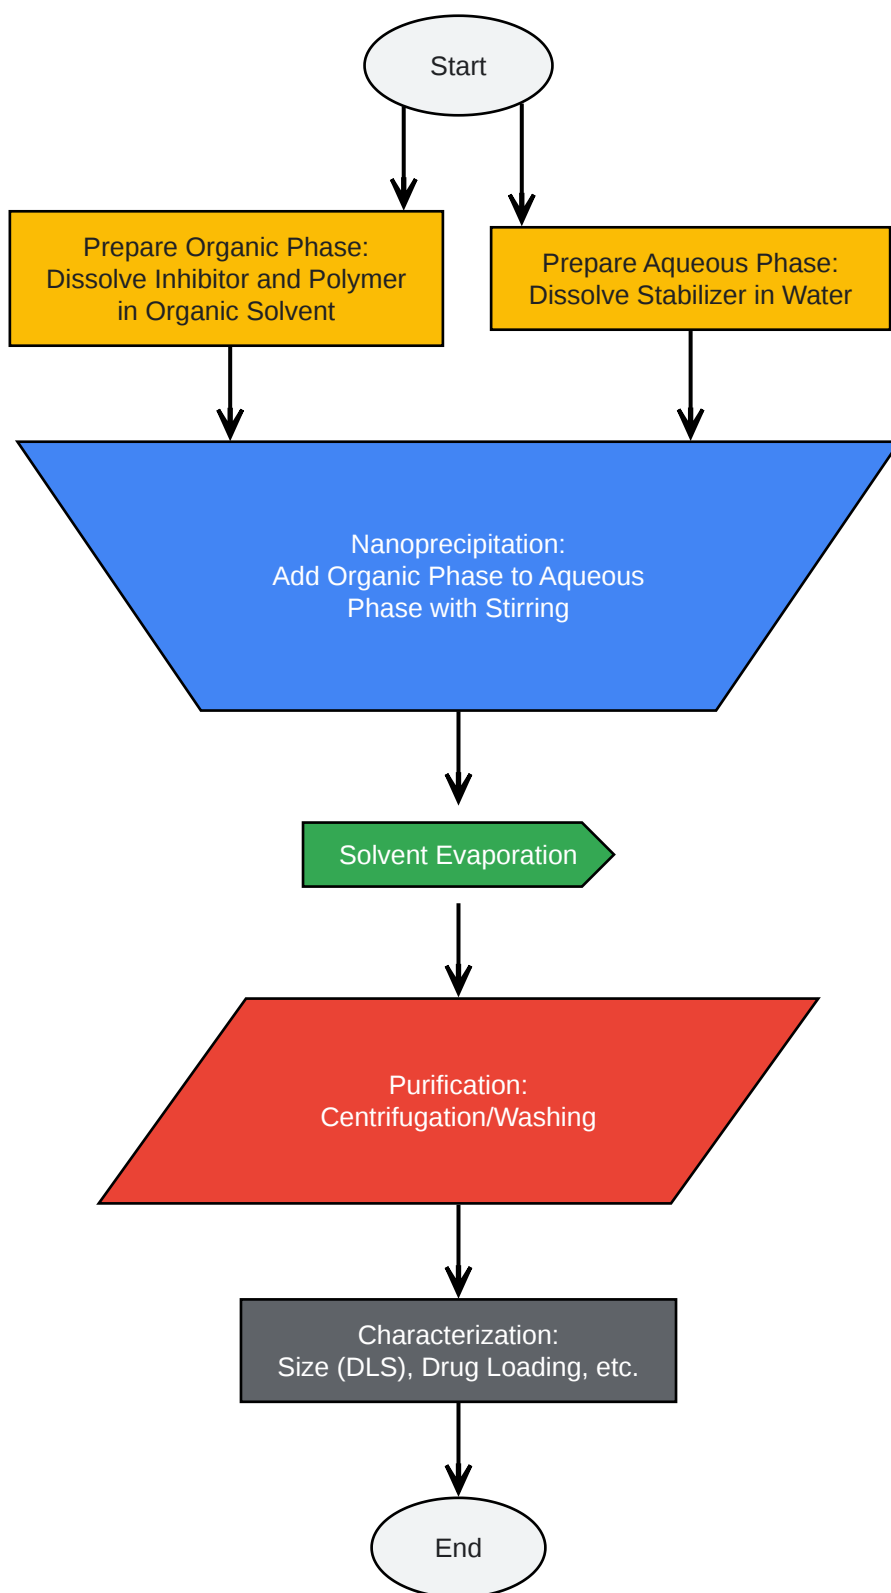 Start
Prepare Organic Phase:
Dissolve Inhibitor and Polymer
in Organic Solvent
Prepare Aqueous Phase:
Dissolve Stabilizer in Water
Nanoprecipitation:
Add Organic Phase to Aqueous
Phase with Stirring
Solvent Evaporation
Purification:
Centrifugation/Washing
Characterization:
Size (DLS), Drug Loading, etc.
End